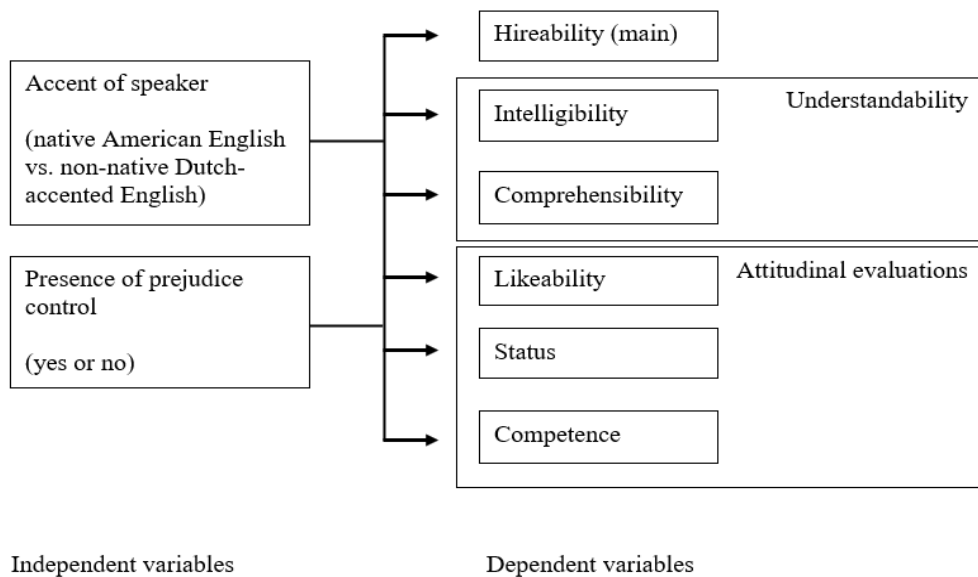 Accent of speaker
(native American English
vs. non-native Dutch-
accented English)
Presence of prejudice
control
(yes or no)
Hireability (main)
Understandability
Intelligibility
Comprehensibility
Attitudinal evaluations
Likeability
Status
Competence
Independent variables
Dependent variables